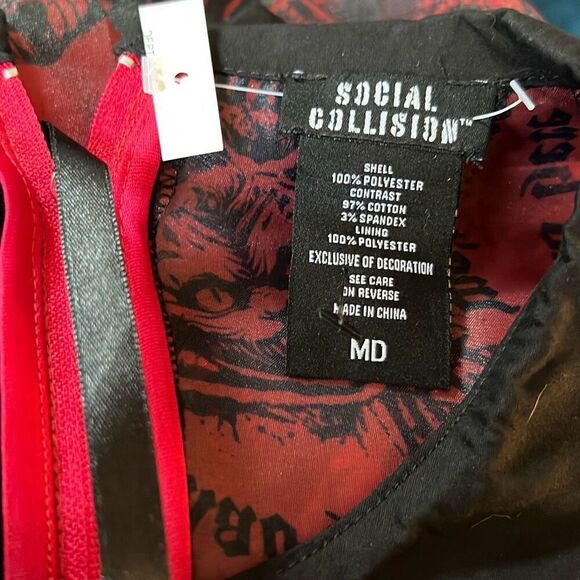 SOCIAL
COLLISION™
SHELL
100% POLYESTER
CONTRAST
97% COTTON
3% SPANDEX
LINING
100% POLYESTER
EXCLUSIVE OF DECORATION
SEE CARE
ON REVERSE
MADE IN CHINA
MD